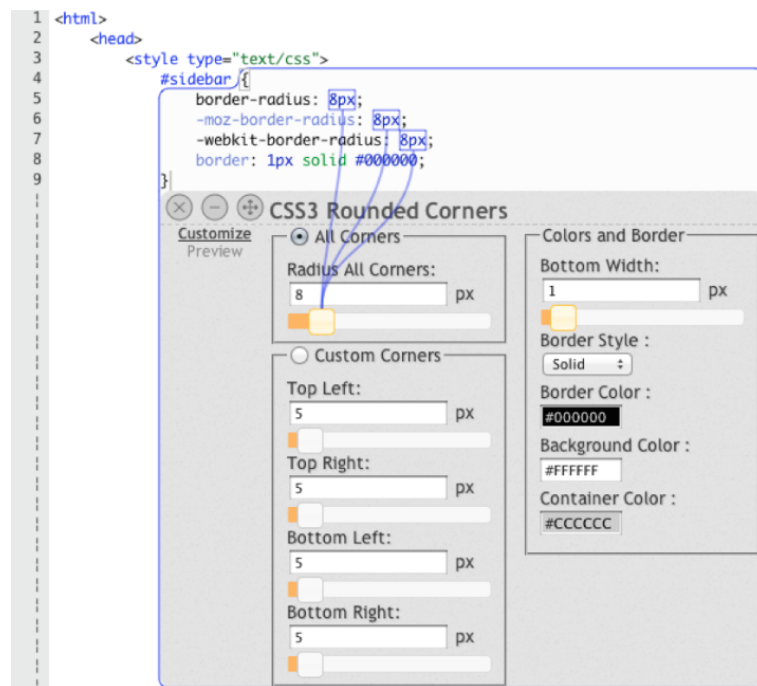 1 <html>
2 <head>
3 <style type="text/css">
4 #sidebar {
5 border-radius: 8px;
6 -moz-border-radius: 8px;
7 -webkit-border-radius: 8px;
8 border: 1px solid #000000;
9 }
CSS3 Rounded Corners
Customize
Preview
All Corners
Radius All Corners:
8 px
Custom Corners
Top Left:
5 px
Top Right:
5 px
Bottom Left:
5 px
Bottom Right:
5 px
Colors and Border
Bottom Width:
1 px
Border Style :
Solid
Border Color :
#000000
Background Color :
#FFFFFF
Container Color :
#CCCCCC